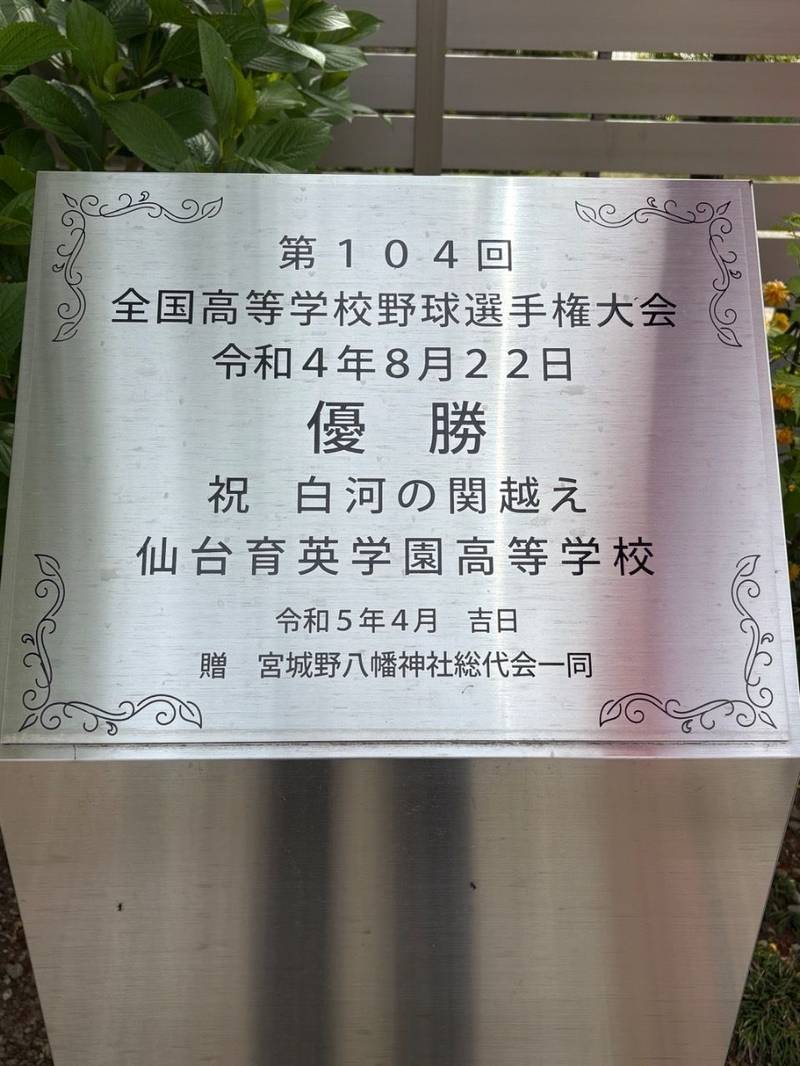 第１０４回
全国高等学校野球選手権大会
令和４年８月２２日
優　勝
祝　白河の関越え
仙台育英学園高等学校
令和５年４月　吉日
贈　宮城野八幡神社総代会一同